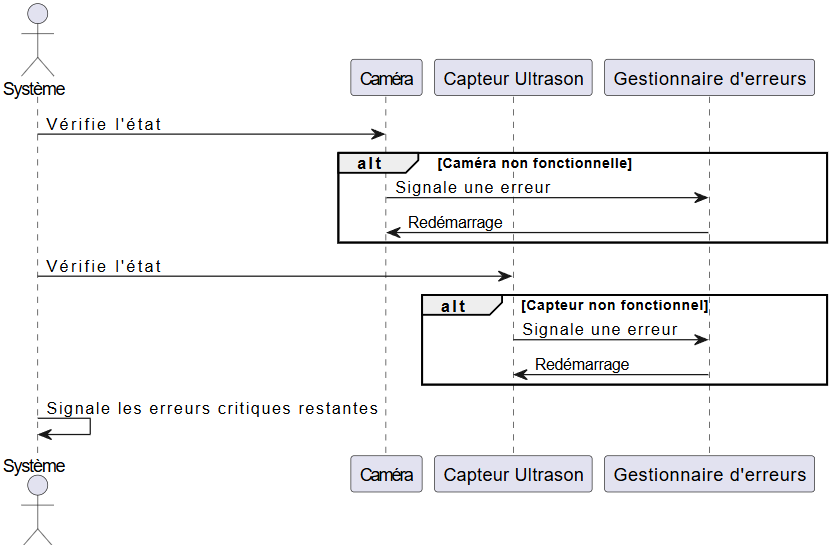 Système
Caméra
Capteur Ultrason
Gestionnaire d'erreurs
Vérifie l'état
alt
[Caméra non fonctionnelle]
Signale une erreur
Redémarrage
Vérifie l'état
alt
[Capteur non fonctionnel]
Signale une erreur
Redémarrage
Signale les erreurs critiques restantes
Système
Caméra
Capteur Ultrason
Gestionnaire d'erreurs